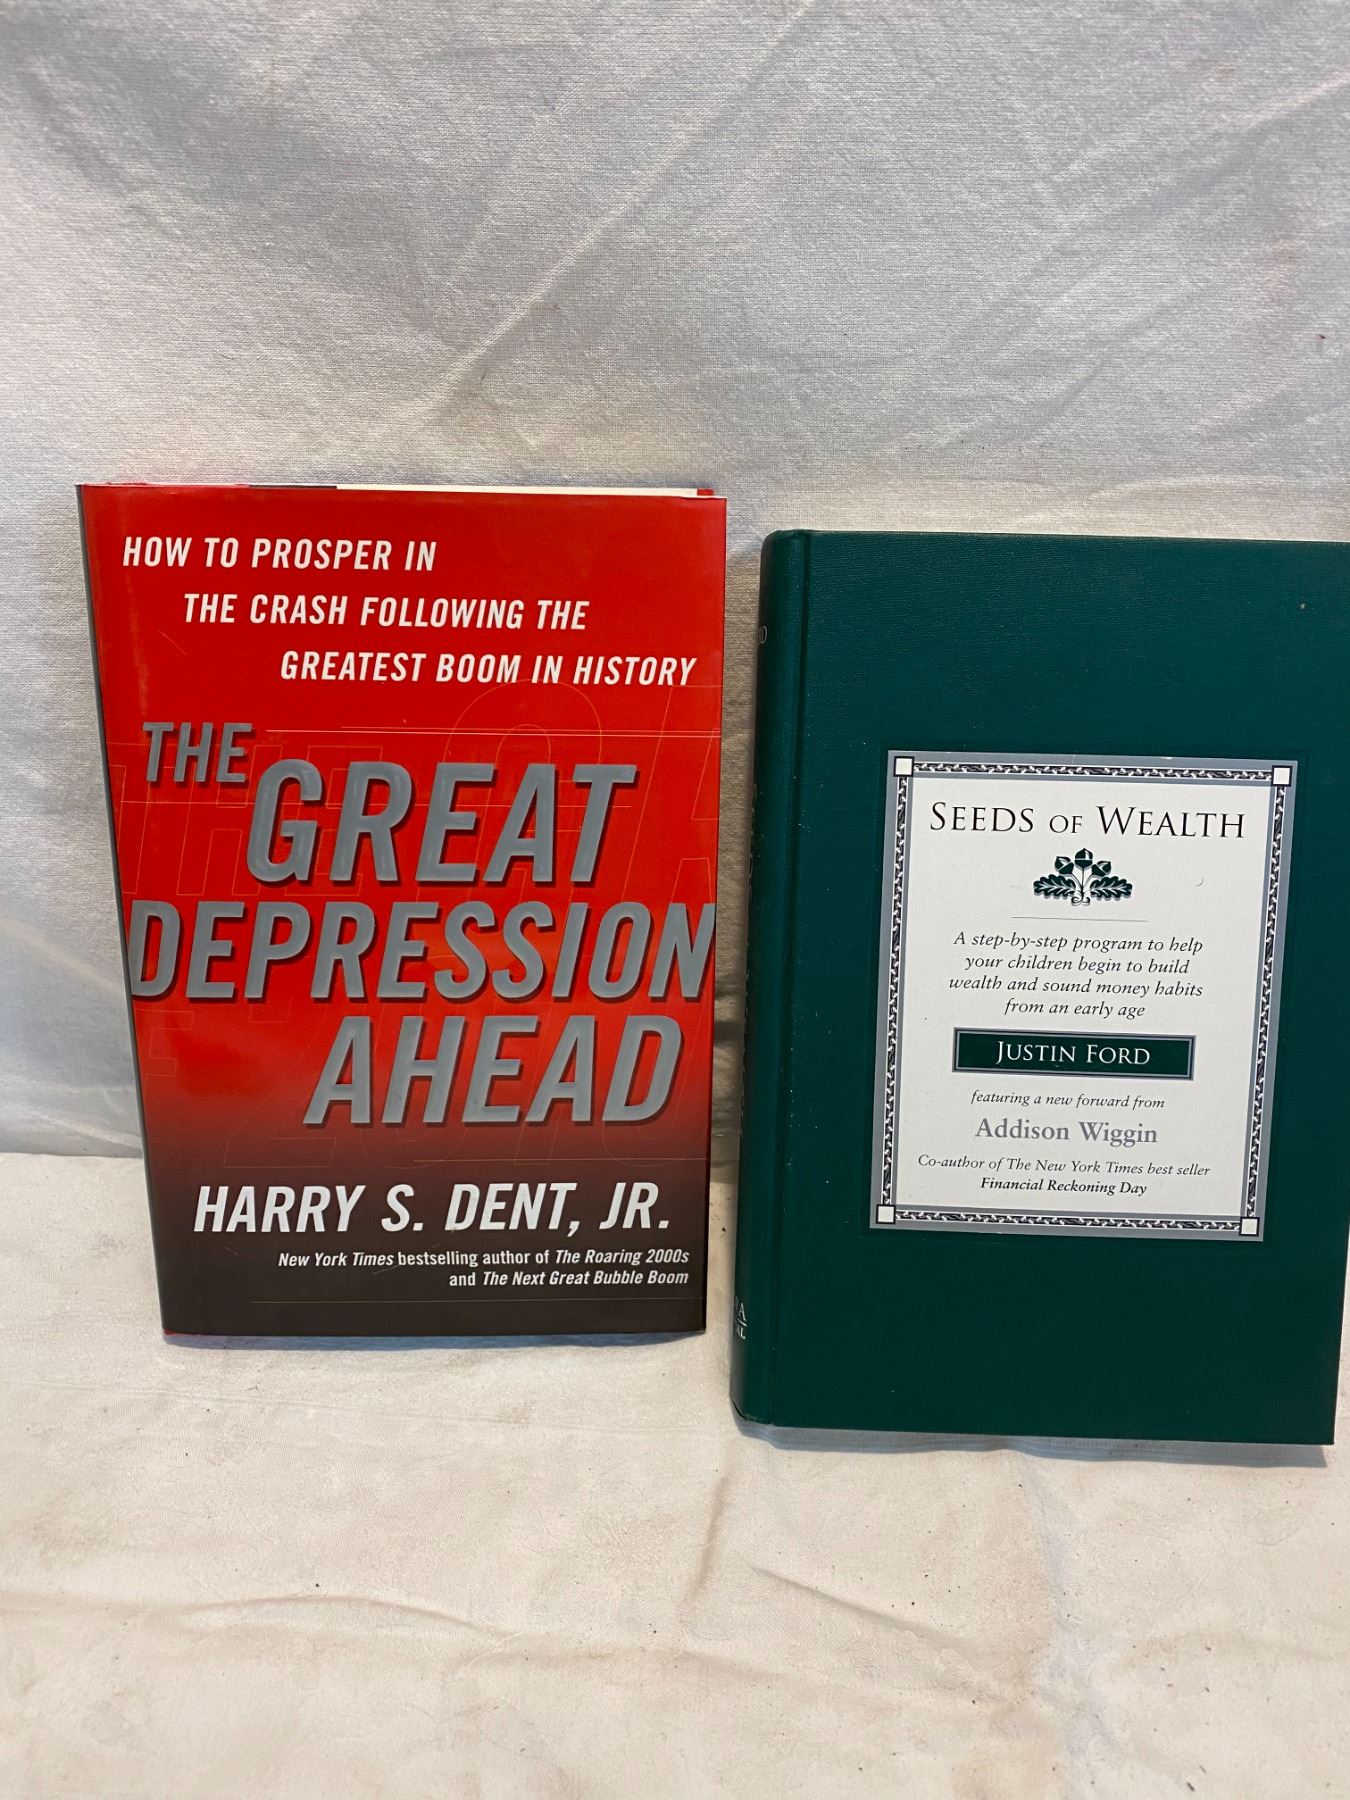 HOW TO PROSPER IN
THE CRASH FOLLOWING THE
GREATEST BOOM IN HISTORY
THE
GREAT
DEPRESSION
AHEAD
HARRY S. DENT, JR.
New York Times bestselling author of The Roaring 2000s
and The Next Great Bubble Boom
SEEDS OF WEALTH
A step-by-step program to help
your children begin to build
wealth and sound money habits
from an early age
JUSTIN FORD
featuring a new forward from
Addison Wiggin
Co-author of The New York Times best seller
Financial Reckoning Day